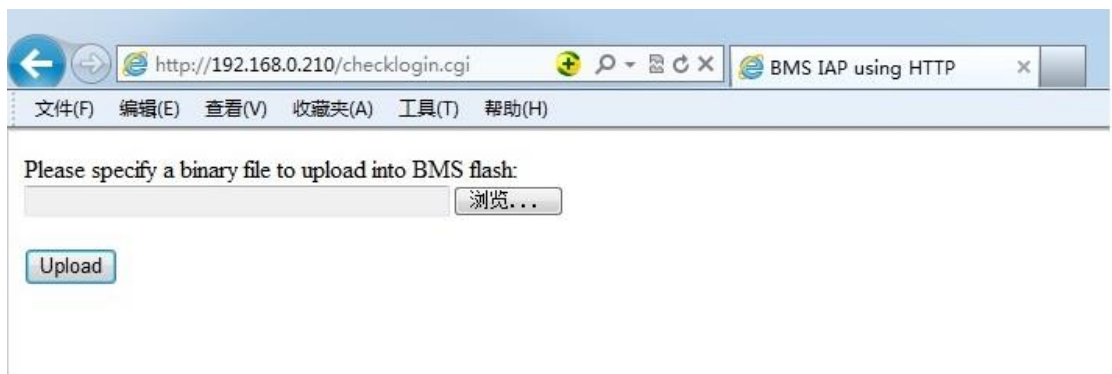 http://192.168.0.210/checklogin.cgi BMS IAP using HTTP
文件(F) 编辑(E) 查看(V) 收藏夹(A) 工具(T) 帮助(H)
Please specify a binary file to upload into BMS flash:
浏览...
Upload